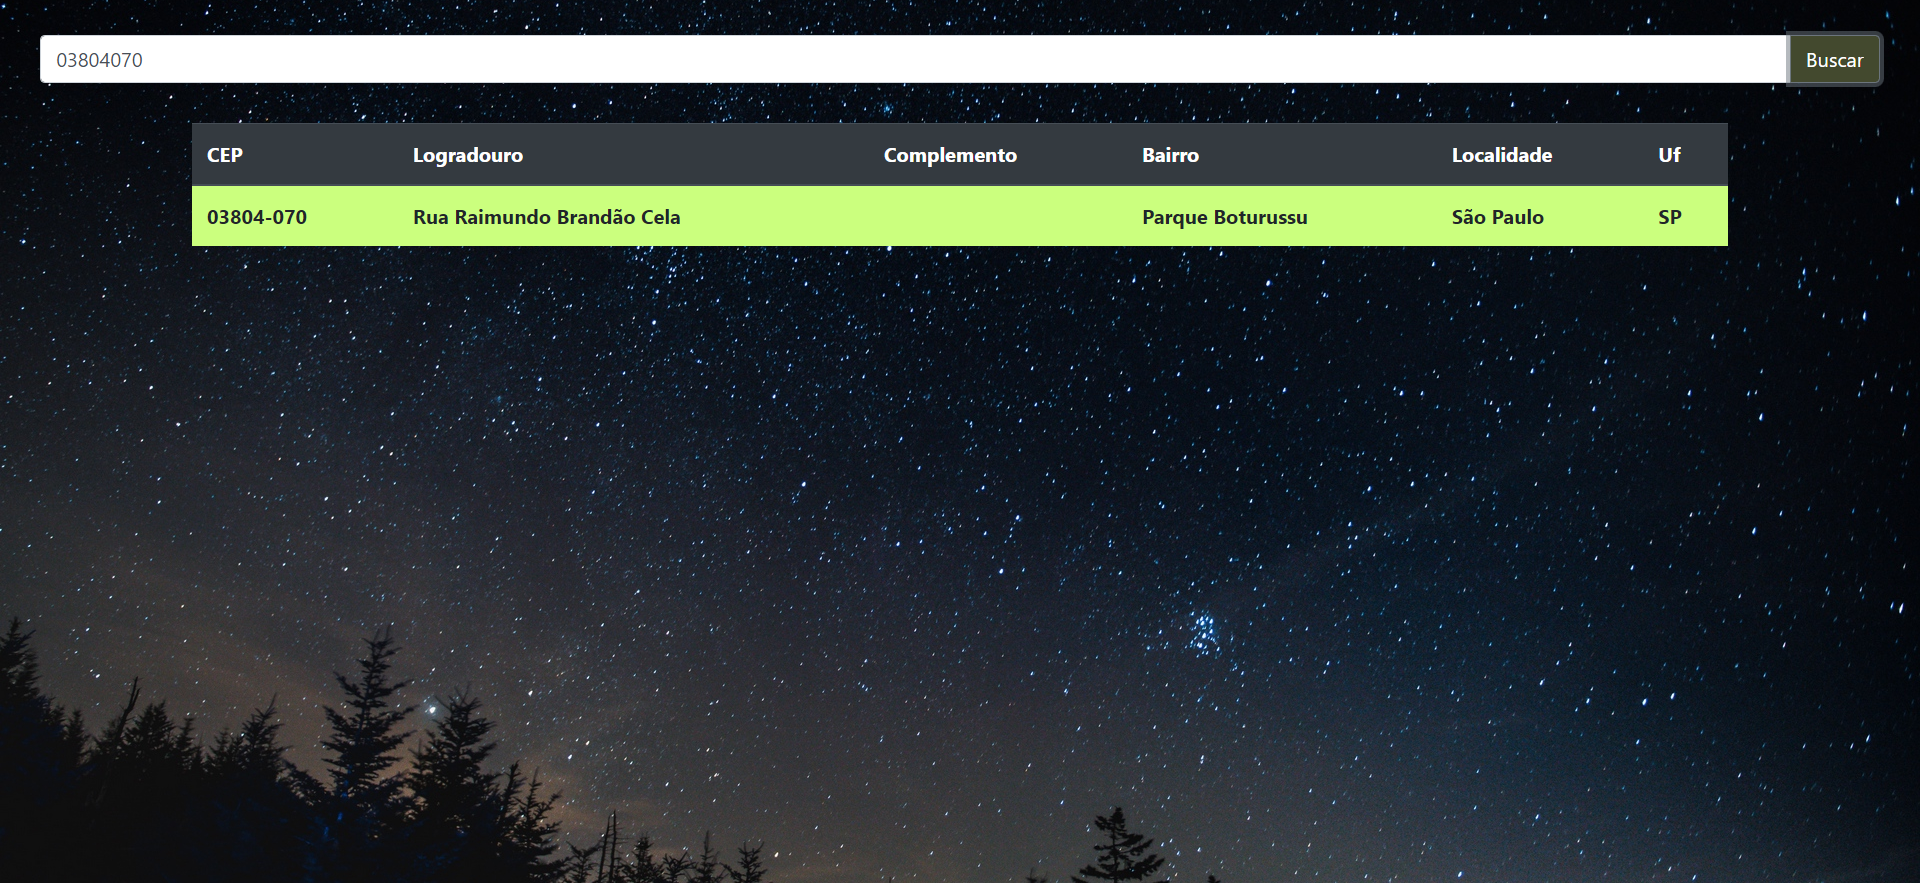 03804070 Buscar
CEP Logradouro Complemento Bairro Localidade Uf
03804-070 Rua Raimundo Brandão Cela Parque Boturussu São Paulo SP